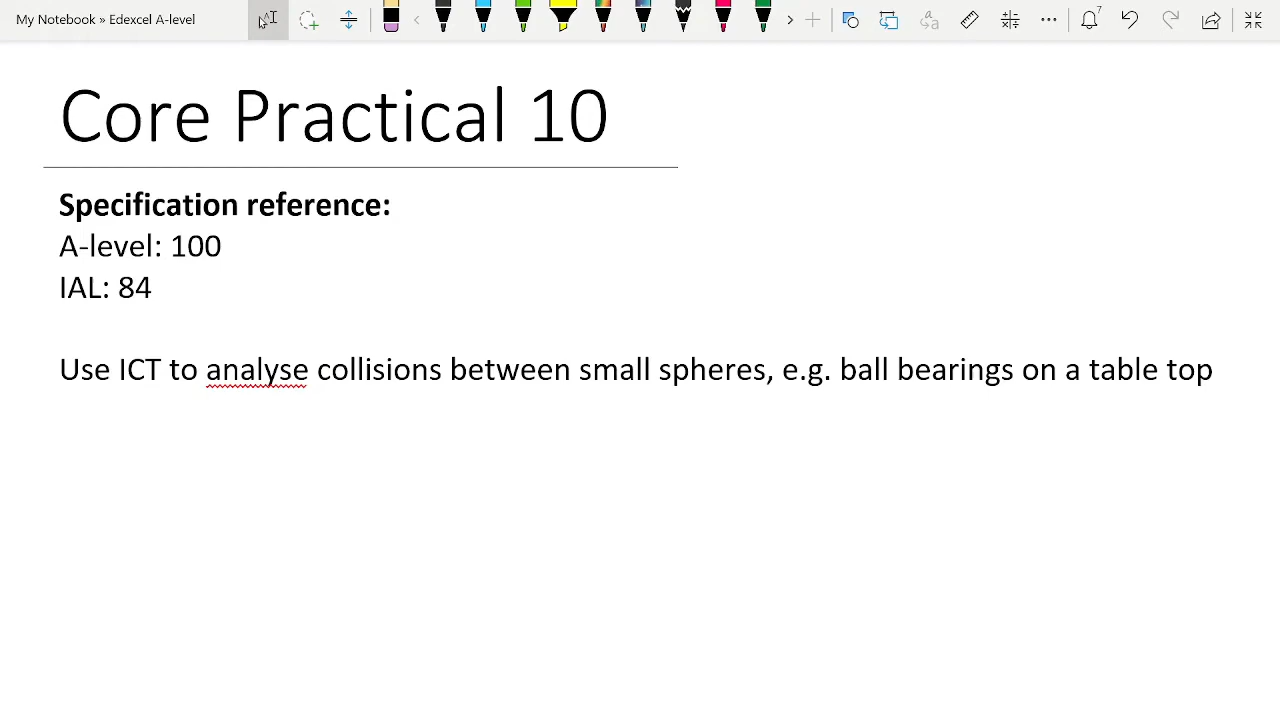 My Notebook » Edexcel A-level
7
Core Practical 10
Specification reference:
A-level: 100
IAL: 84
Use ICT to analyse collisions between small spheres, e.g. ball bearings on a table top